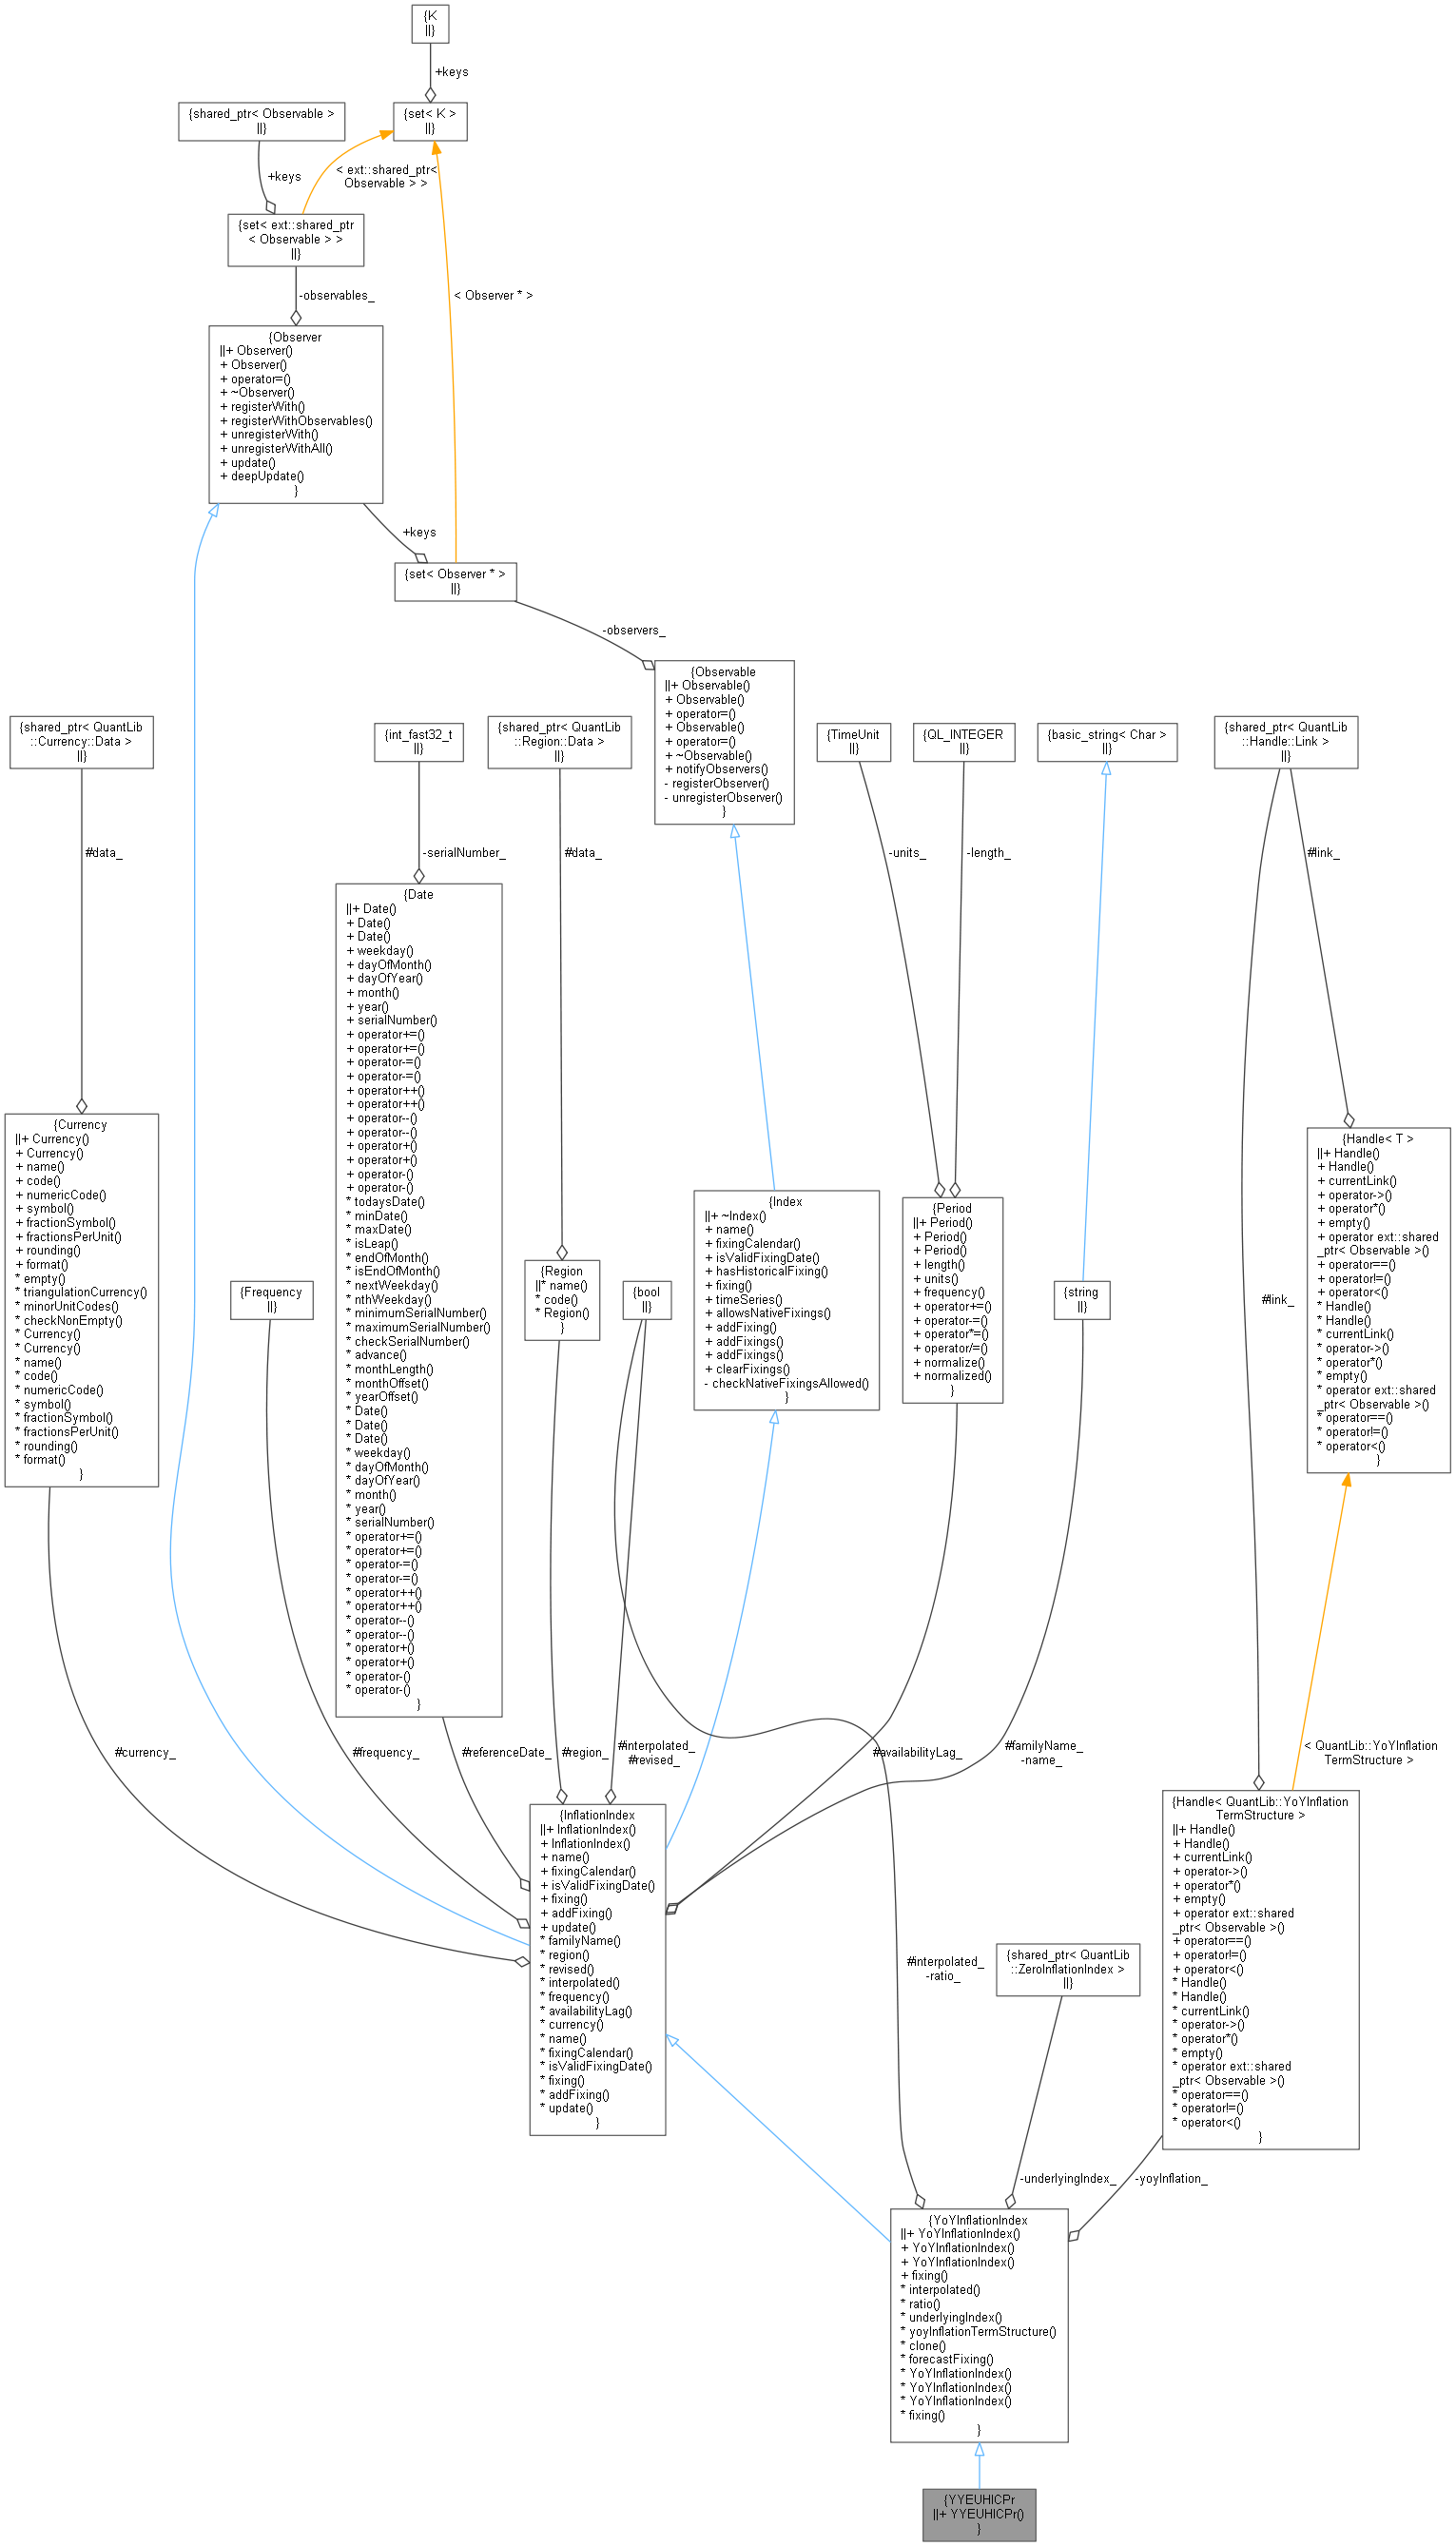 {K
||}
+keys
{shared_ptr< Observable >
||}
{set< K >
||}
+keys
< ext::shared_ptr<
Observable > >
{set< ext::shared_ptr
< Observable > >
||}
-observables_
< Observer * >
{Observer
||+ Observer()
+ Observer()
+ operator=()
+ ~Observer()
+ registerWith()
+ registerWithObservables()
+ unregisterWith()
+ unregisterWithAll()
+ update()
+ deepUpdate()
}
+keys
{set< Observer * >
||}
-observers_
{Observable
||+ Observable()
+ Observable()
+ operator=()
+ Observable()
+ operator=()
+ ~Observable()
+ notifyObservers()
- registerObserver()
- unregisterObserver()
}
{shared_ptr< QuantLib
::Currency::Data >
||}
{int_fast32_t
||}
{shared_ptr< QuantLib
::Region::Data >
||}
{TimeUnit
||}
{QL_INTEGER
||}
{basic_string< Char >
||}
{shared_ptr< QuantLib
::Handle::Link >
||}
#data_
-serialNumber_
#data_
-units_
-length_
#link_
{Date
||+ Date()
+ Date()
+ Date()
+ weekday()
+ dayOfMonth()
+ dayOfYear()
+ month()
+ year()
+ serialNumber()
+ operator+=()
+ operator+=()
+ operator-=()
+ operator-=()
+ operator++()
+ operator++()
+ operator--()
+ operator--()
+ operator+()
+ operator+()
+ operator-()
+ operator-()
* todaysDate()
* minDate()
* maxDate()
* isLeap()
* endOfMonth()
* isEndOfMonth()
* nextWeekday()
* nthWeekday()
* minimumSerialNumber()
* maximumSerialNumber()
* checkSerialNumber()
* advance()
* monthLength()
* monthOffset()
* yearOffset()
* Date()
* Date()
* Date()
* weekday()
* dayOfMonth()
* dayOfYear()
* month()
* year()
* serialNumber()
* operator+=()
* operator+=()
* operator-=()
* operator-=()
* operator++()
* operator++()
* operator--()
* operator--()
* operator+()
* operator+()
* operator-()
* operator-()
}
{Currency
||+ Currency()
+ Currency()
+ name()
+ code()
+ numericCode()
+ symbol()
+ fractionSymbol()
+ fractionsPerUnit()
+ rounding()
+ format()
* empty()
* triangulationCurrency()
* minorUnitCodes()
* checkNonEmpty()
* Currency()
* Currency()
* name()
* code()
* numericCode()
* symbol()
* fractionSymbol()
* fractionsPerUnit()
* rounding()
* format()
}
{Frequency
||}
{Region
||* name()
* code()
* Region()
}
{bool
||}
{Index
||+ ~Index()
+ name()
+ fixingCalendar()
+ isValidFixingDate()
+ hasHistoricalFixing()
+ fixing()
+ timeSeries()
+ allowsNativeFixings()
+ addFixing()
+ addFixings()
+ addFixings()
+ clearFixings()
- checkNativeFixingsAllowed()
}
{Period
||+ Period()
+ Period()
+ Period()
+ length()
+ units()
+ frequency()
+ operator+=()
+ operator-=()
+ operator*=()
+ operator/=()
+ normalize()
+ normalized()
}
{string
||}
#link_
{Handle< T >
||+ Handle()
+ Handle()
+ currentLink()
+ operator->()
+ operator*()
+ empty()
+ operator ext::shared
_ptr< Observable >()
+ operator==()
+ operator!=()
+ operator<()
* Handle()
* Handle()
* currentLink()
* operator->()
* operator*()
* empty()
* operator ext::shared
_ptr< Observable >()
* operator==()
* operator!=()
* operator<()
}
#currency_
#frequency_
#referenceDate_
#region_
#interpolated_
#revised_
#availabilityLag_
#familyName_
-name_
< QuantLib::YoYInflation
TermStructure >
{InflationIndex
||+ InflationIndex()
+ InflationIndex()
+ name()
+ fixingCalendar()
+ isValidFixingDate()
+ fixing()
+ addFixing()
+ update()
* familyName()
* region()
* revised()
* interpolated()
* frequency()
* availabilityLag()
* currency()
* name()
* fixingCalendar()
* isValidFixingDate()
* fixing()
* addFixing()
* update()
}
#interpolated_
-ratio_
{shared_ptr< QuantLib
::ZeroInflationIndex >
||}
{Handle< QuantLib::YoYInflation
TermStructure >
||+ Handle()
+ Handle()
+ currentLink()
+ operator->()
+ operator*()
+ empty()
+ operator ext::shared
_ptr< Observable >()
+ operator==()
+ operator!=()
+ operator<()
* Handle()
* Handle()
* currentLink()
* operator->()
* operator*()
* empty()
* operator ext::shared
_ptr< Observable >()
* operator==()
* operator!=()
* operator<()
}
-underlyingIndex_
-yoyInflation_
{YoYInflationIndex
||+ YoYInflationIndex()
+ YoYInflationIndex()
+ YoYInflationIndex()
+ fixing()
* interpolated()
* ratio()
* underlyingIndex()
* yoyInflationTermStructure()
* clone()
* forecastFixing()
* YoYInflationIndex()
* YoYInflationIndex()
* YoYInflationIndex()
* fixing()
}
{YYEUHICPr
||+ YYEUHICPr()
}